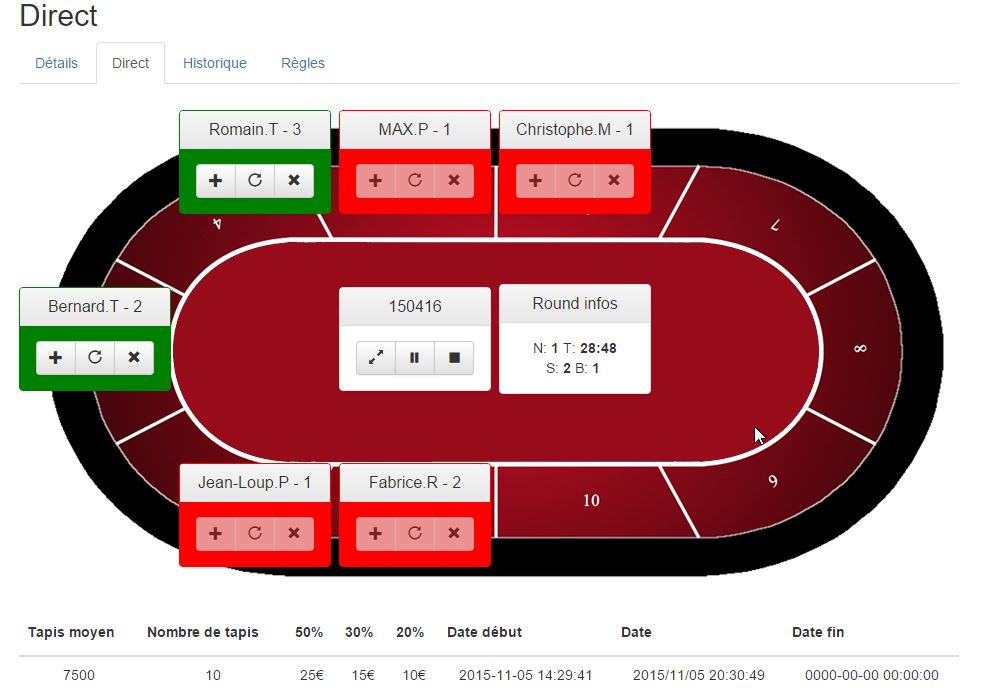 Direct
Détails Direct Historique Règles
Romain.T - 3 MAX.P - 1 Christophe.M - 1
4 7
Bernard.T - 2 150416 Round infos
N: 1 T: 28:48
S: 2 B: 1
8
Jean-Loup.P - 1 Fabrice.R - 2
10 9
Tapis moyen Nombre de tapis 50% 30% 20% Date début Date Date fin
7500 10 25€ 15€ 10€ 2015-11-05 14:29:41 2015/11/05 20:30:49 0000-00-00 00:00:00